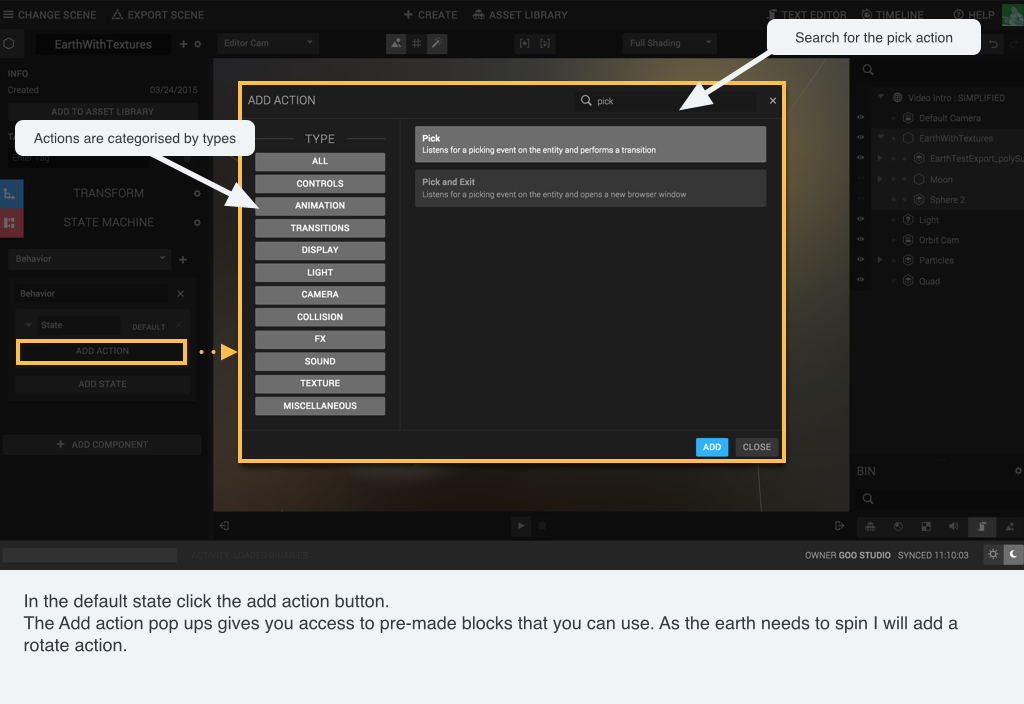 CHANGE SCENE
EXPORT SCENE
CREATE
ASSET LIBRARY
TEXT EDITOR
TIMELINE
HELP
EarthWithTextures
Editor Cam
Full Shading
Search for the pick action
INFO
Created 03/24/2015
ADD TO ASSET LIBRARY
Actions are categorised by types
Enter Tag
TRANSFORM
STATE MACHINE
Behavior
Behavior
State
DEFAULT
ADD ACTION
ADD STATE
ADD COMPONENT
ADD ACTION
pick
TYPE
ALL
CONTROLS
ANIMATION
TRANSITIONS
DISPLAY
LIGHT
CAMERA
COLLISION
FX
SOUND
TEXTURE
MISCELLANEOUS
Pick
Listens for a picking event on the entity and performs a transition
Pick and Exit
Listens for a picking event on the entity and opens a new browser window
ADD
CLOSE
Video Intro : SIMPLIFIED
Default Camera
EarthWithTextures
EarthTestExport_polySu
Moon
Sphere 2
Light
Orbit Cam
Particles
Quad
BIN
ACTIVITY: LOADED BINARIES
OWNER GOO STUDIO SYNCED 11:10:03
In the default state click the add action button.
The Add action pop ups gives you access to pre-made blocks that you can use. As the earth needs to spin I will add a
rotate action.